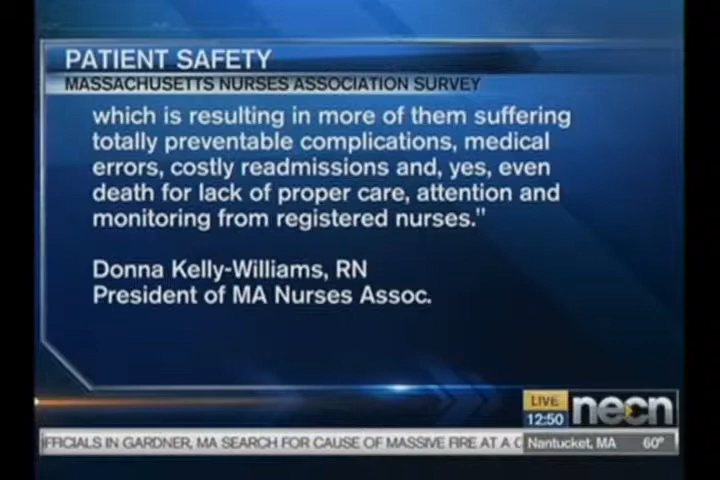 PATIENT SAFETY
MASSACHUSETTS NURSES ASSOCIATION SURVEY
which is resulting in more of them suffering
totally preventable complications, medical
errors, costly readmissions and, yes, even
death for lack of proper care, attention and
monitoring from registered nurses."
Donna Kelly-Williams, RN
President of MA Nurses Assoc.
LIVE
12:50
necn
FFICIALS IN GARDNER, MA SEARCH FOR CAUSE OF MASSIVE FIRE AT A
Nantucket, MA 60°